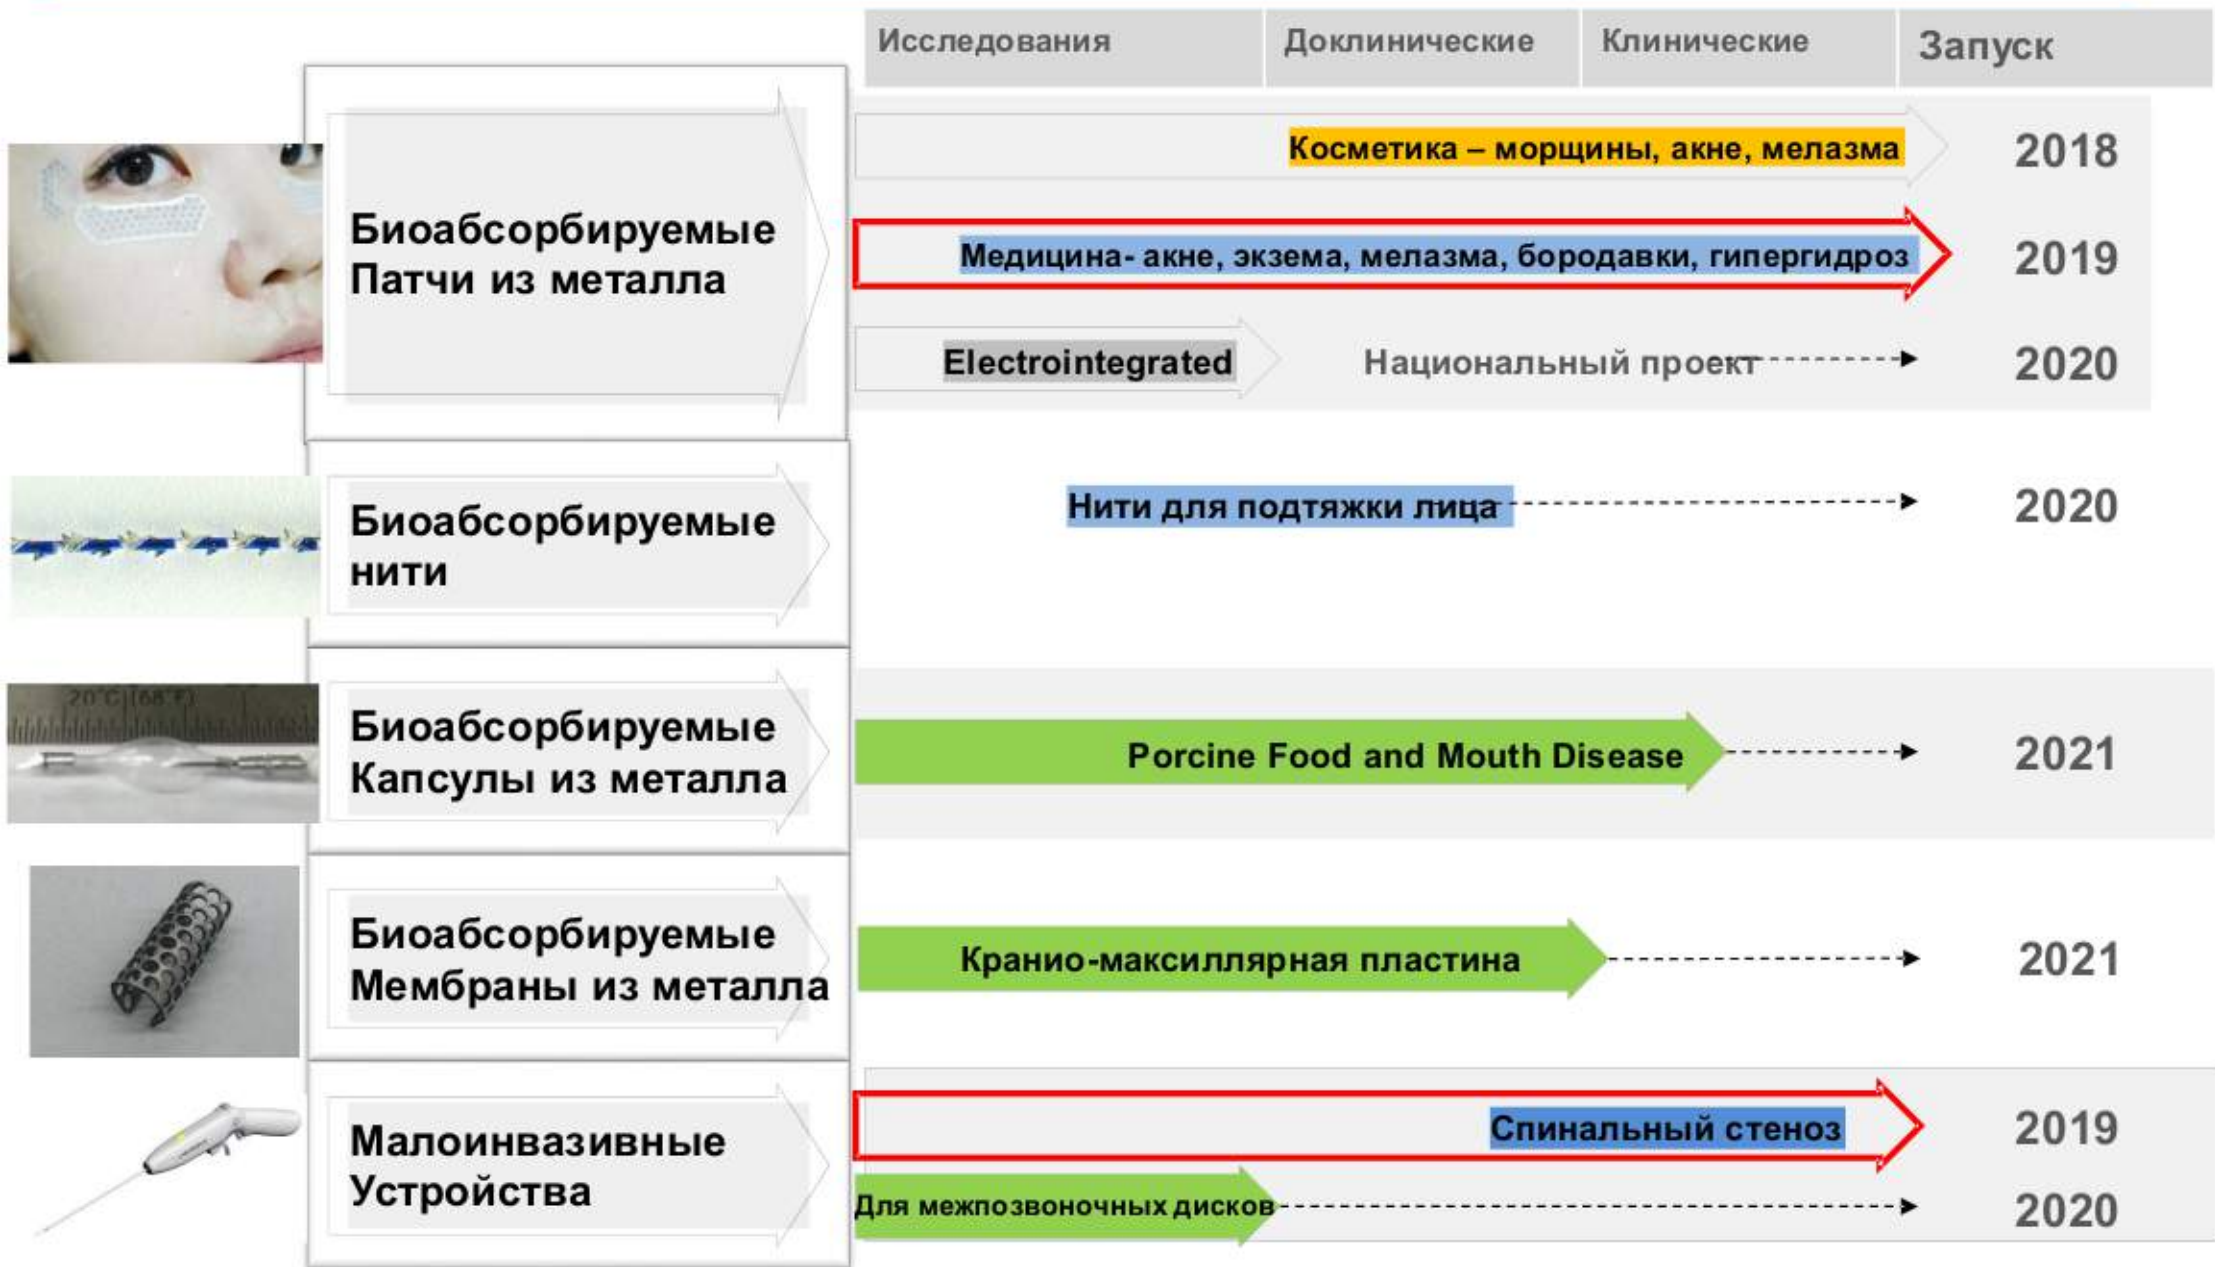 Исследования
Доклинические
Клинические
Запуск
Биоабсорбируемые
Патчи из металла
Косметика – морщины, акне, мелазма
2018
Медицина- акне, экзема, мелазма, бородавки, гипергидроз
2019
Electrointegrated
Национальный проект
2020
Биоабсорбируемые
нити
Нити для подтяжки лица
2020
20°C (68°F)
Биоабсорбируемые
Капсулы из металла
Porcine Food and Mouth Disease
2021
Биоабсорбируемые
Мембраны из металла
Кранио-максиллярная пластина
2021
Малоинвазивные
Устройства
Спинальный стеноз
2019
Для межпозвоночных дисков
2020